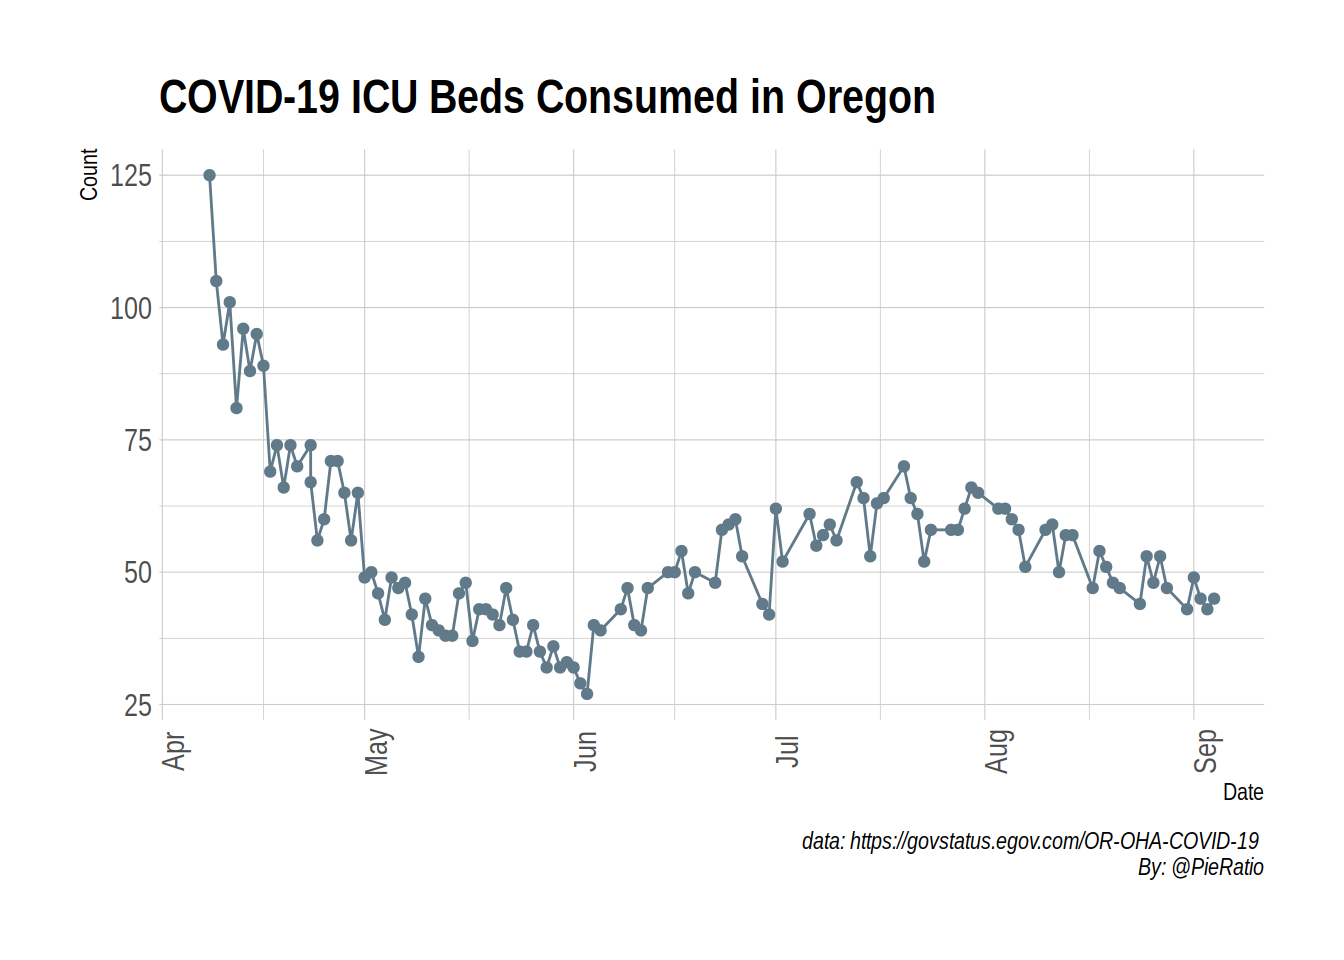 COVID-19 ICU Beds Consumed in Oregon
Count
125
100
75
50
25
Apr
May
Jun
Jul
Aug
Sep
Date
data: https://govstatus.egov.com/OR-OHA-COVID-19
By: @PieRatio